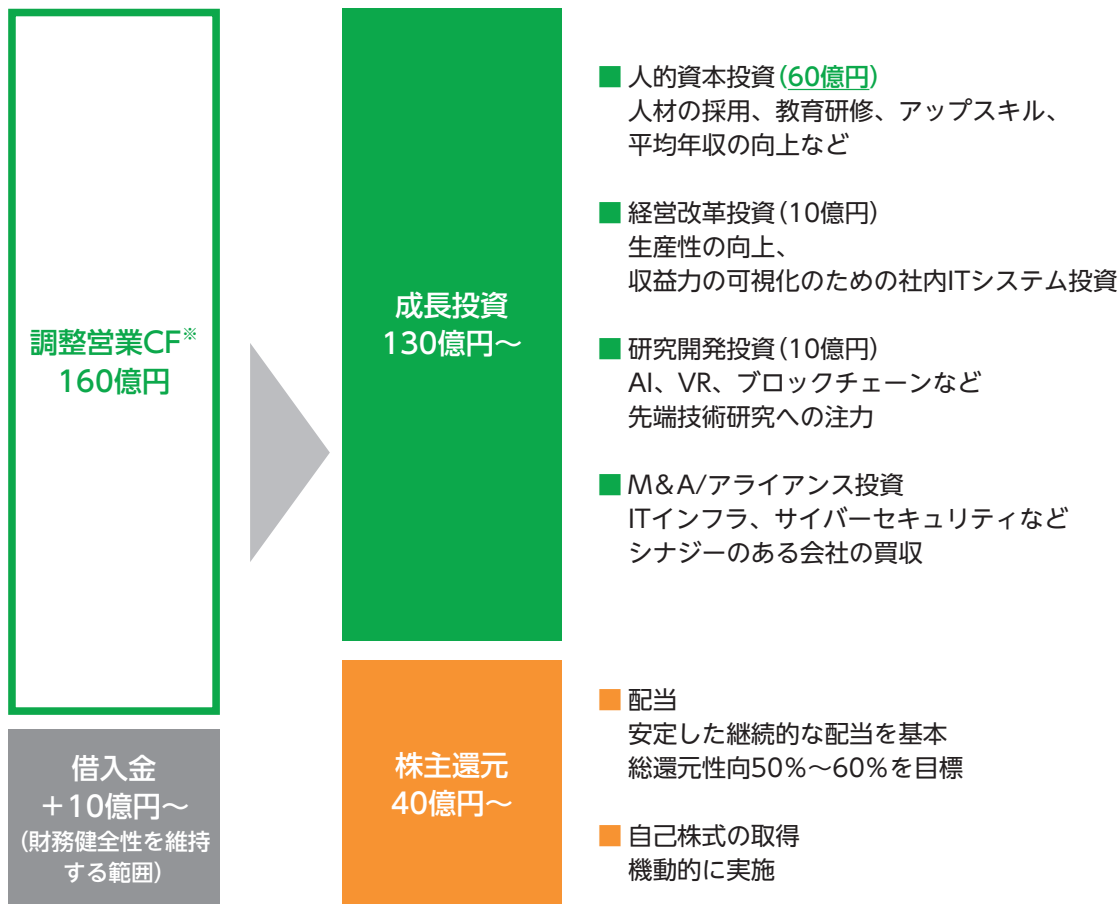 調整営業CF※
160億円
借入金
＋10億円～
（財務健全性を維持
する範囲）
成長投資
130億円～
株主還元
40億円～
■ 人的資本投資（60億円）
人材の採用、教育研修、アップスキル、
平均年収の向上など
■ 経営改革投資（10億円）
生産性の向上、
収益力の可視化のための社内ITシステム投資
■ 研究開発投資（10億円）
AI、VR、ブロックチェーンなど
先端技術研究への注力
■ M＆A/アライアンス投資
ITインフラ、サイバーセキュリティなど
シナジーのある会社の買収
■ 配当
安定した継続的な配当を基本
総還元性向50％～60％を目標
■ 自己株式の取得
機動的に実施